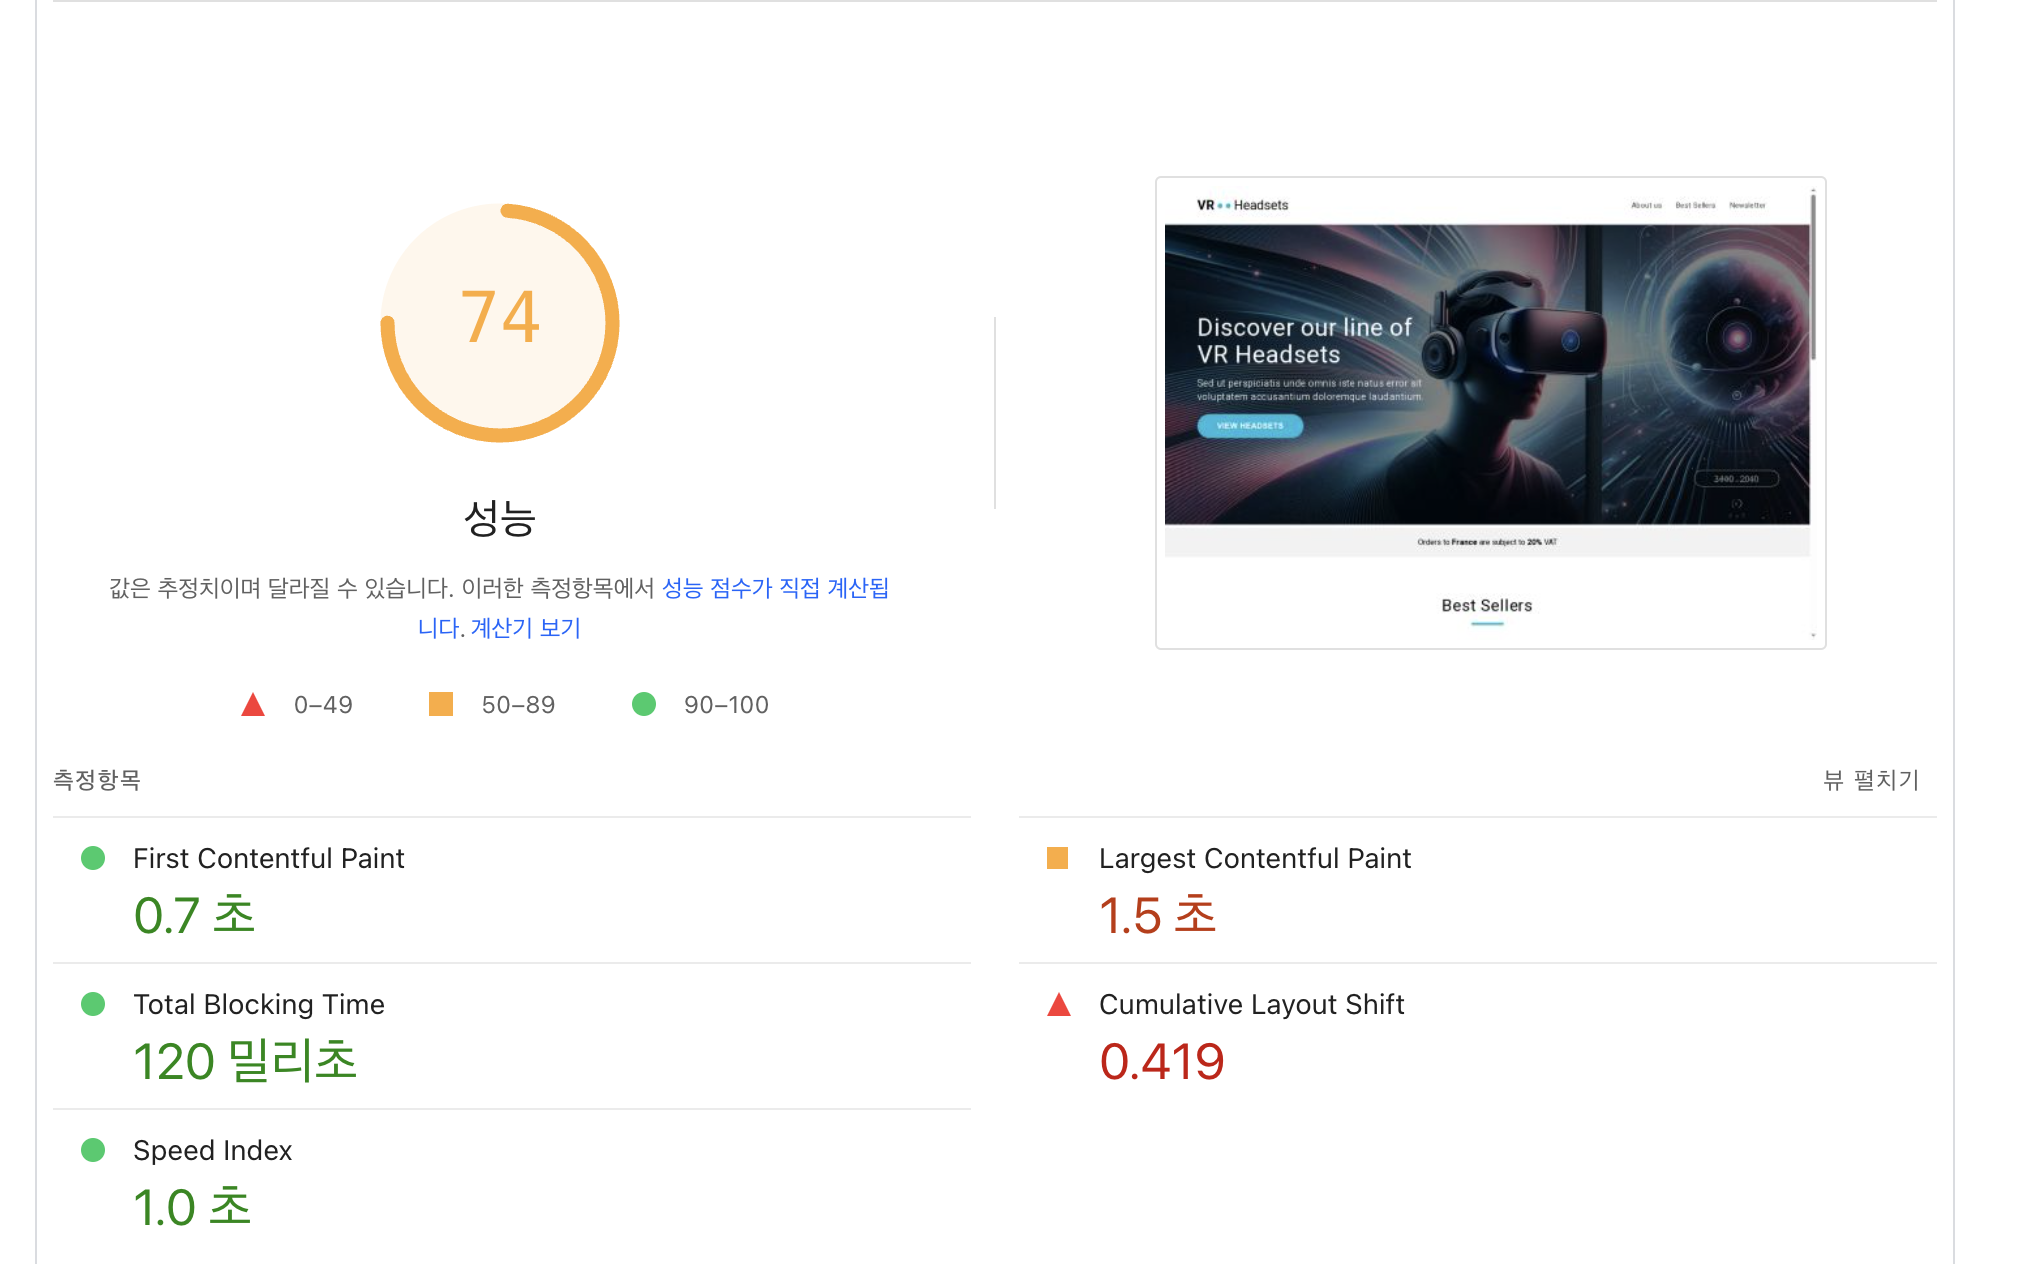 74
성능
값은 추정치이며 달라질 수 있습니다. 이러한 측정항목에서 성능 점수가 직접 계산됩
니다. 계산기 보기
0–49
50–89
90–100
VR Headsets
About us Best Sellers Newsletter
Discover our line of
VR Headsets
Sed ut perspiciatis unde omnis iste natus error sit
voluptatem accusantium doloremque laudantium.
VIEW HEADSETS
Orders to France are subject to 20% VAT
Best Sellers
측정항목
뷰 펼치기
First Contentful Paint
0.7 초
Largest Contentful Paint
1.5 초
Total Blocking Time
120 밀리초
Cumulative Layout Shift
0.419
Speed Index
1.0 초